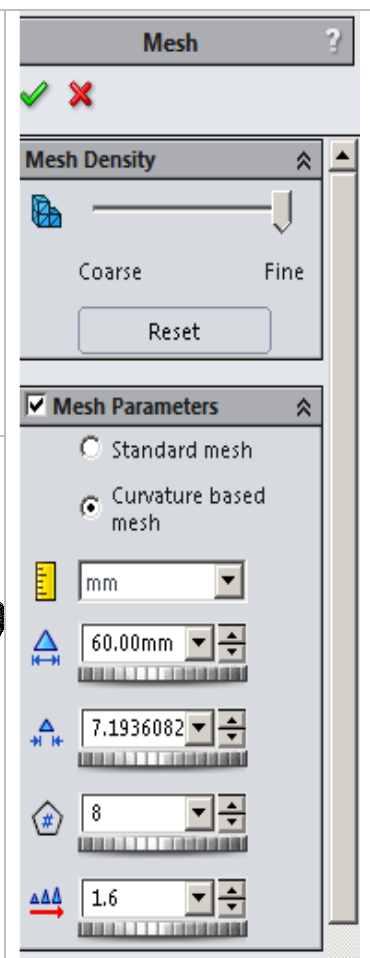 Mesh ?
Mesh Density
Coarse Fine
Reset
Mesh Parameters
Standard mesh
Curvature based
mesh
mm
60.00mm
7.1936082
#
8
1.6